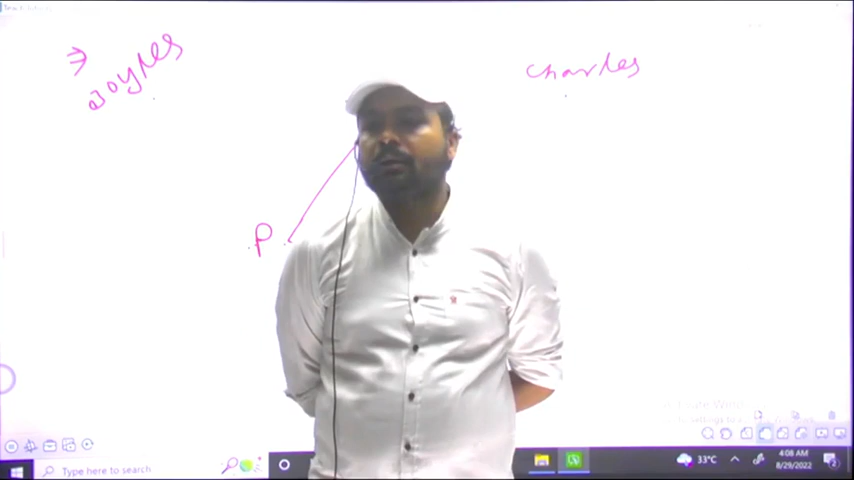 ⇒ Boyles
Charles
P
Type here to search
33°C
4:08 AM
8/29/2022